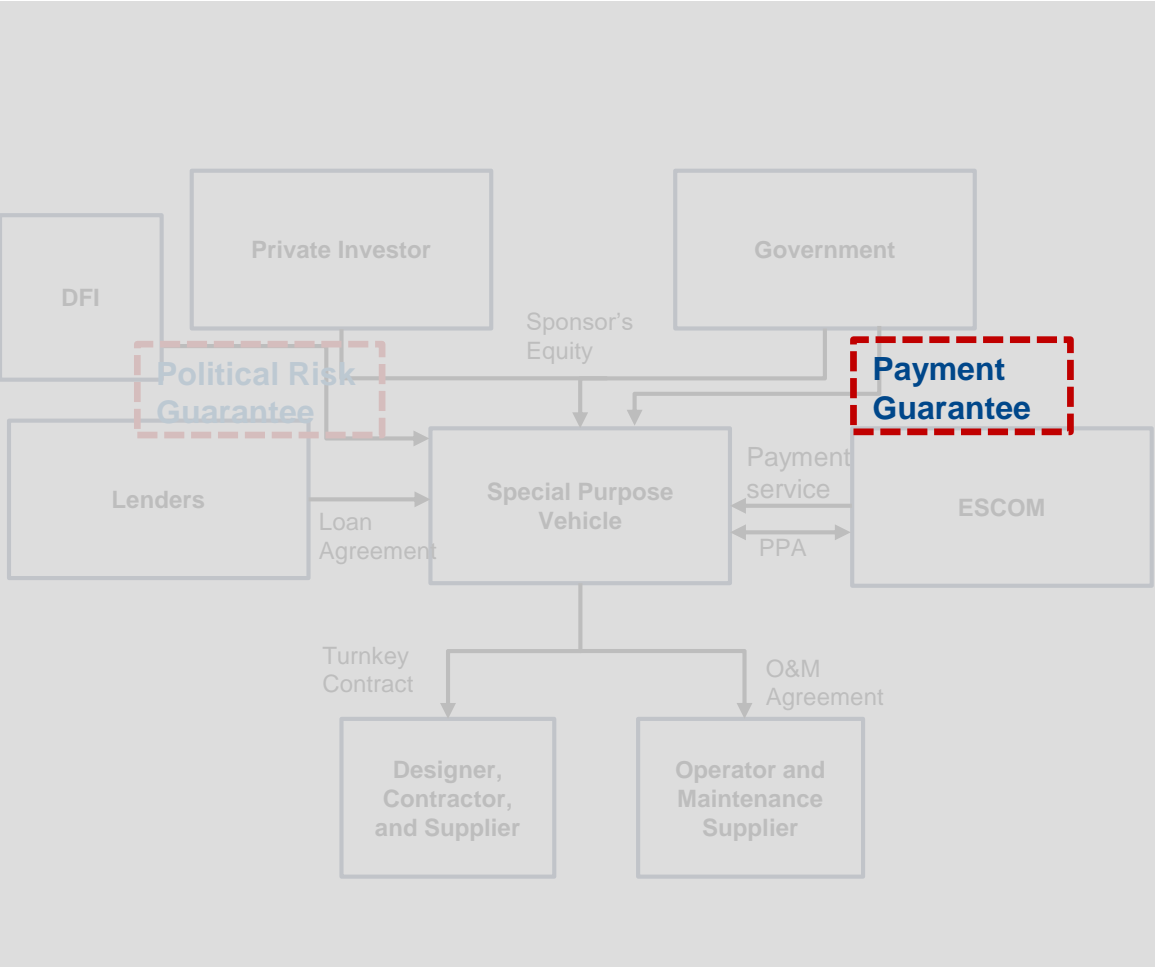 Private Investor
Government
DFI
Sponsor's
Equity
Political Risk
Guarantee
Payment
Guarantee
Lenders
Loan
Agreement
Special Purpose
Vehicle
Payment
service
PPA
ESCOM
Turnkey
Contract
O&M
Agreement
Designer,
Contractor,
and Supplier
Operator and
Maintenance
Supplier